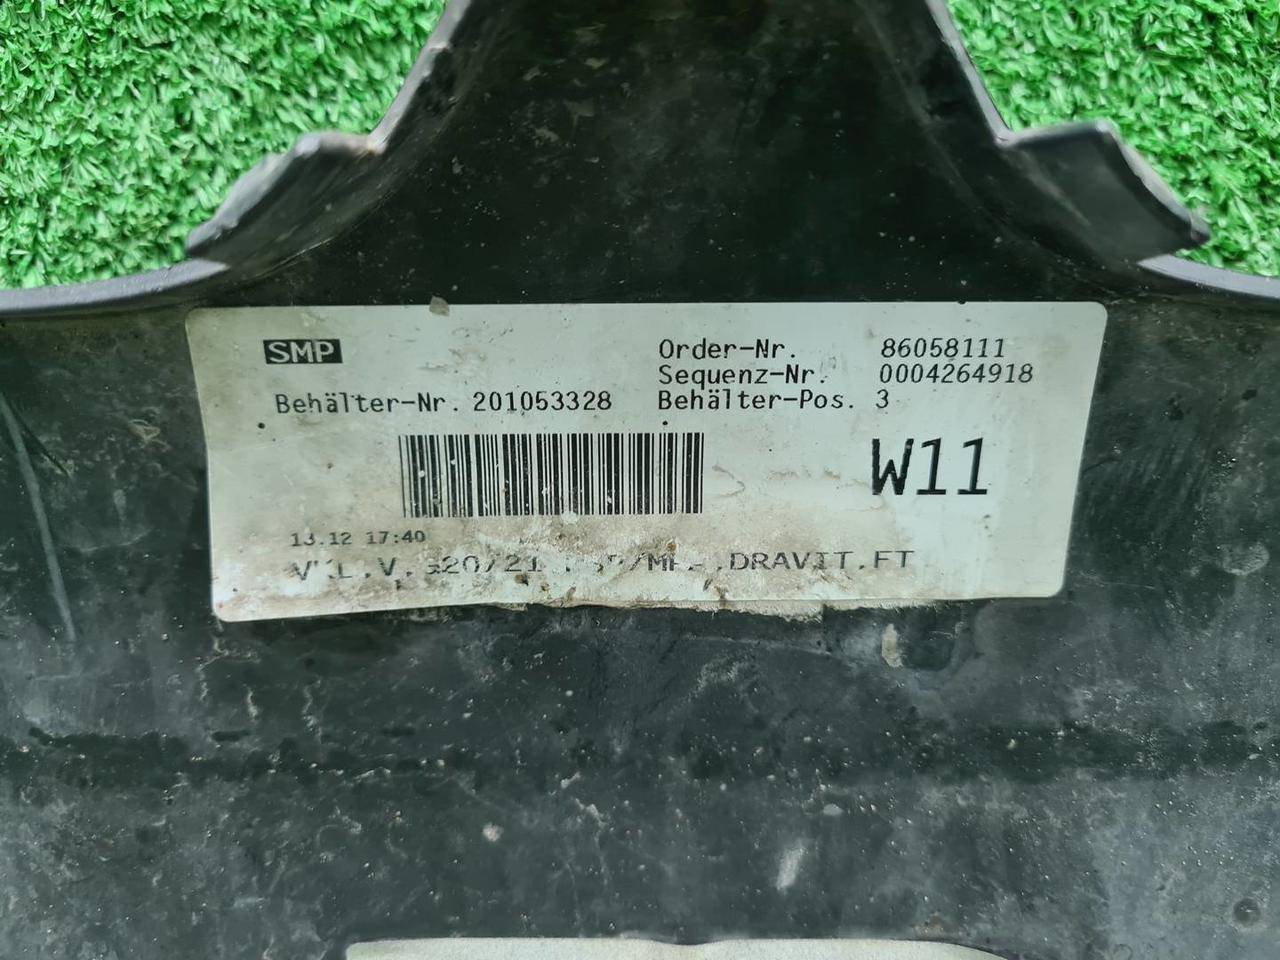 SMP
Order-Nr. 86058111
Sequenz-Nr. 0004264918
Behälter-Nr. 201053328 Behälter-Pos. 3
W11
13.12 17:40
DRAVIT.FT